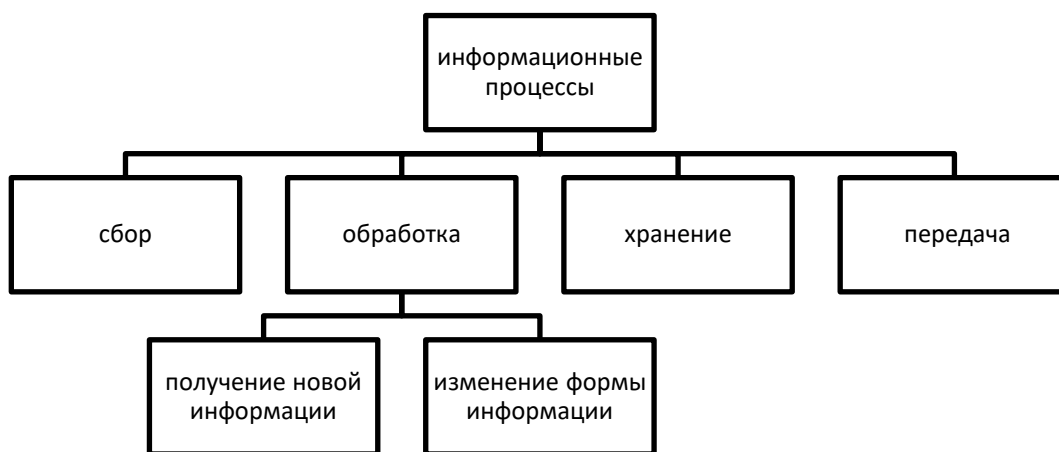 информационные
процессы
сбор
обработка
хранение
передача
получение новой
информации
изменение формы
информации